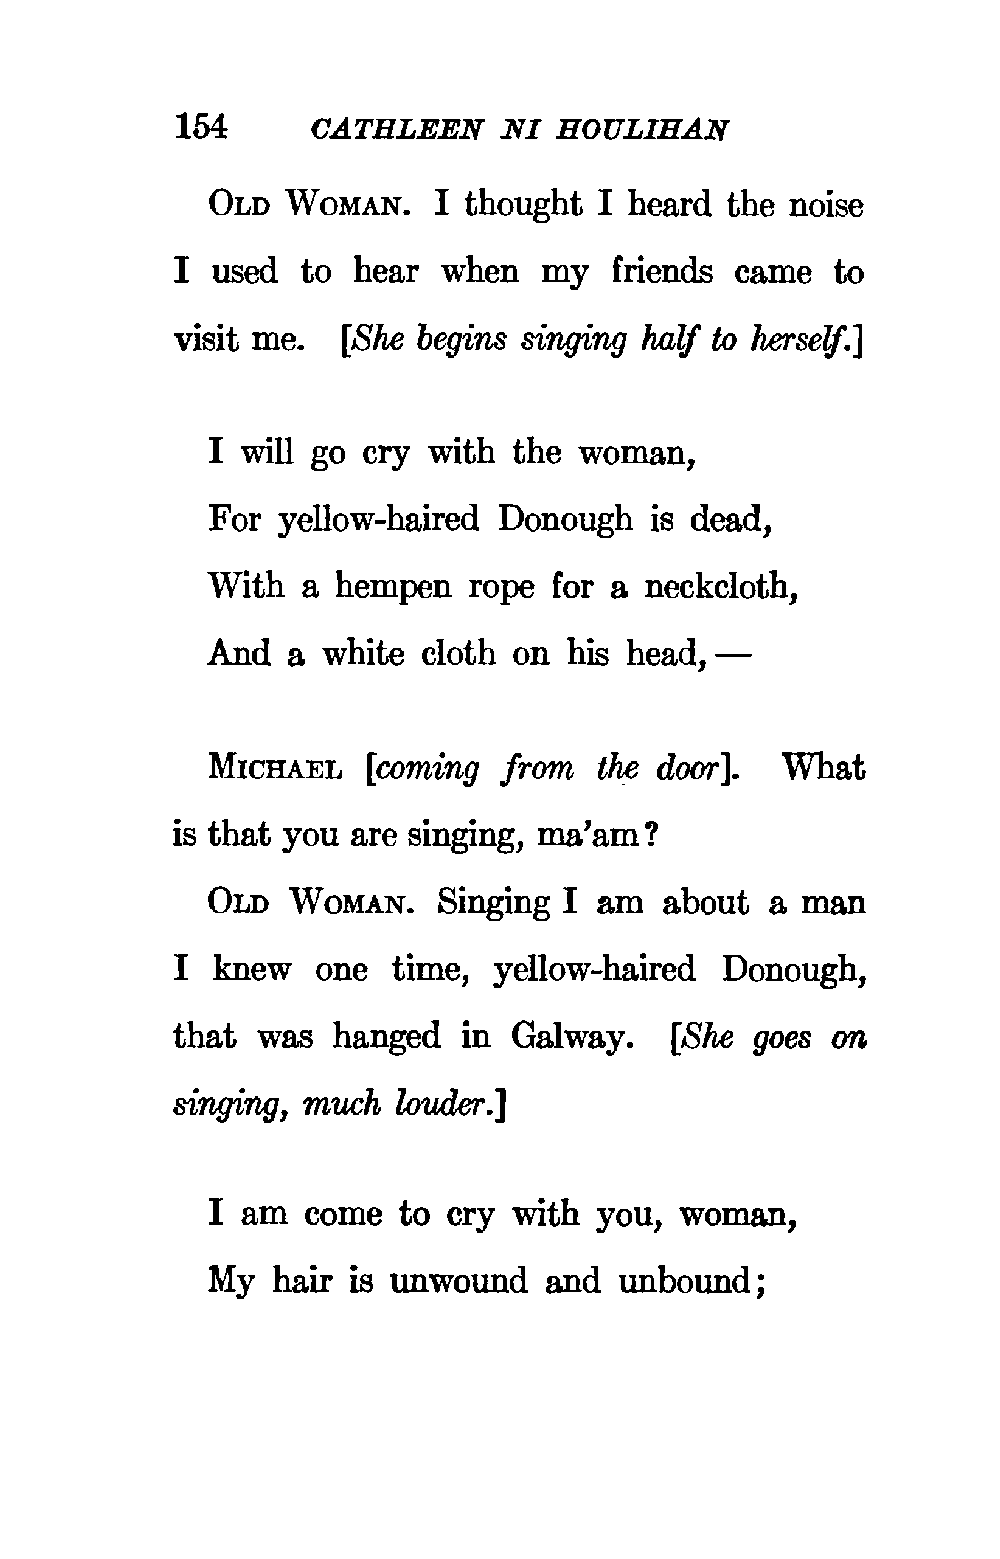 154 CATHLEEN NI HOULIHAN
OLD WOMAN. I thought I heard the noise
I used to hear when my friends came to
visit me. [She begins singing half to herself.]
I will go cry with the woman,
For yellow-haired Donough is dead,
With a hempen rope for a neckcloth,
And a white cloth on his head,—
MICHAEL [coming from the door]. What
is that you are singing, ma'am?
OLD WOMAN. Singing I am about a man
I knew one time, yellow-haired Donough,
that was hanged in Galway. [She goes on
singing, much louder.]
I am come to cry with you, woman,
My hair is unwound and unbound;